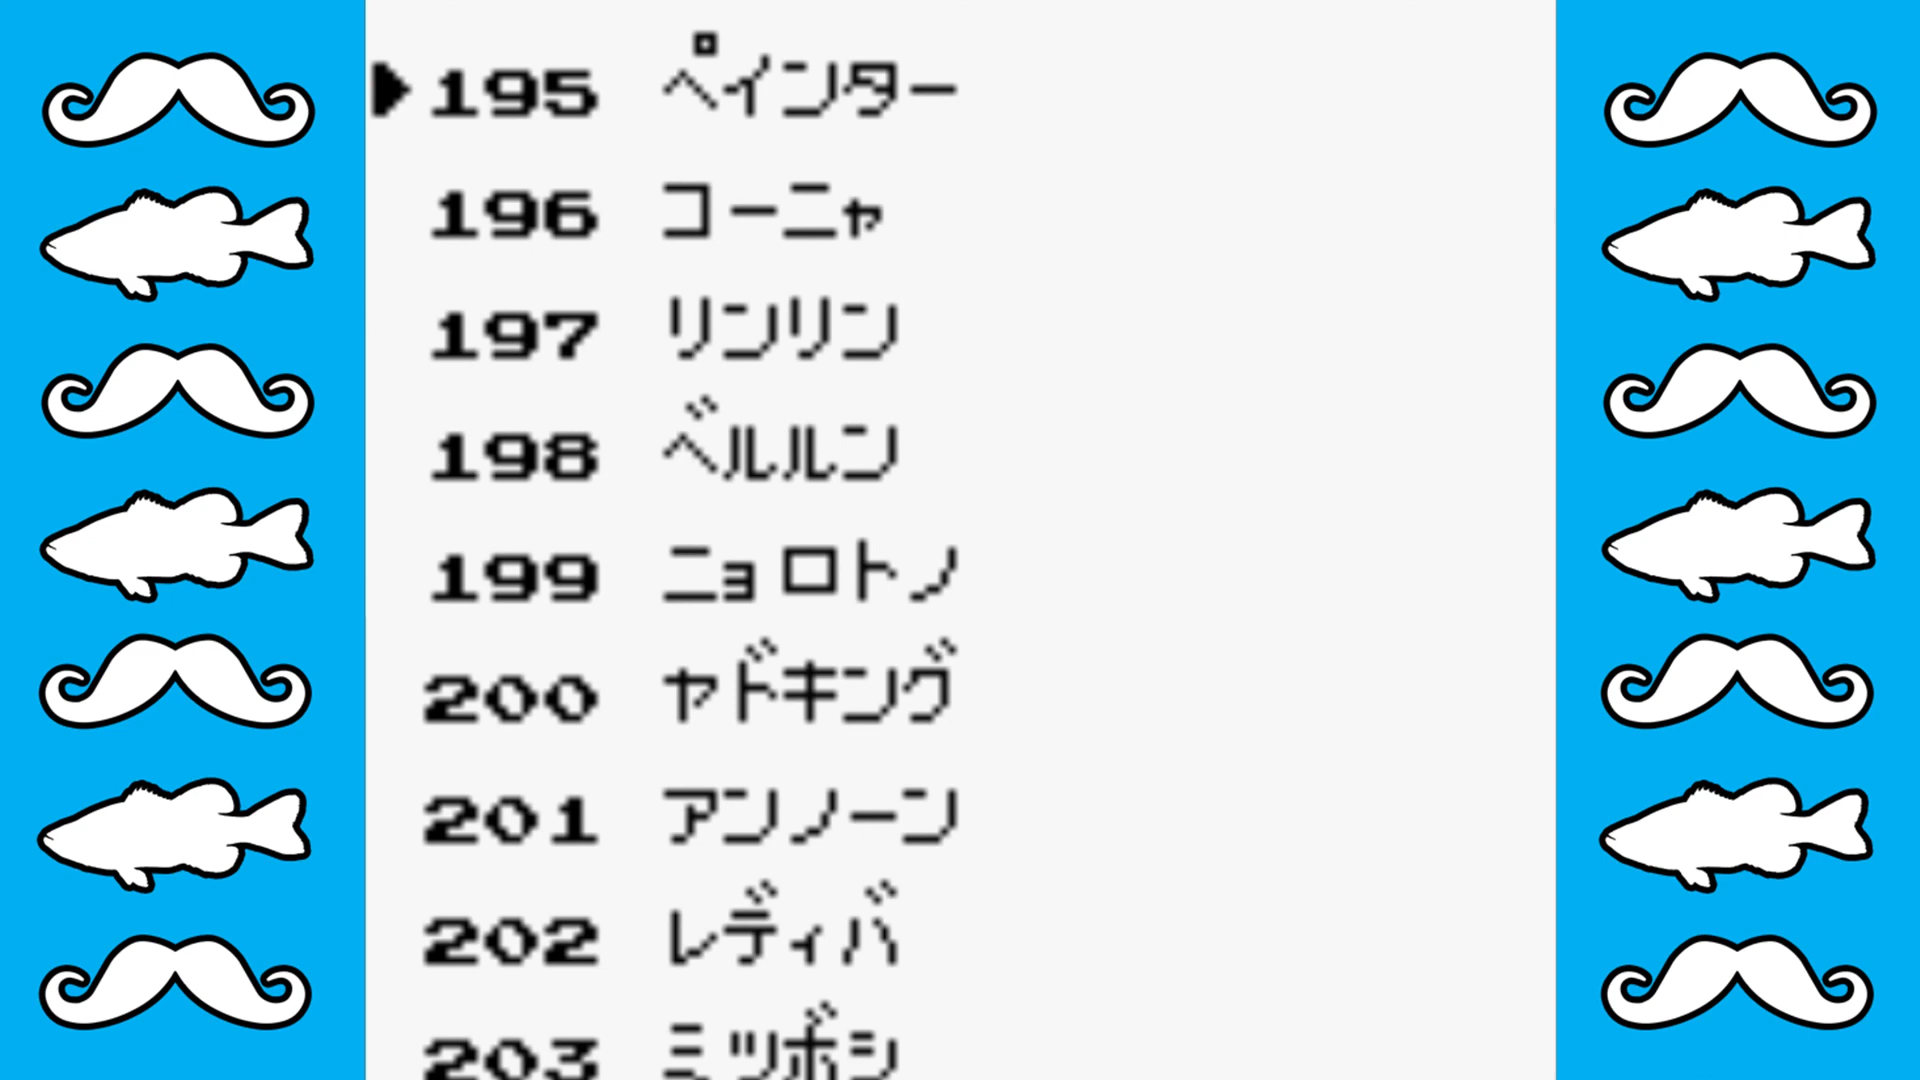 ▶195 ペインター
196 コーニャ
197 リンリン
198 ベルルン
199 ニョロトノ
200 ヤドキング
201 アンノーン
202 レディバ
203 ミツボシ